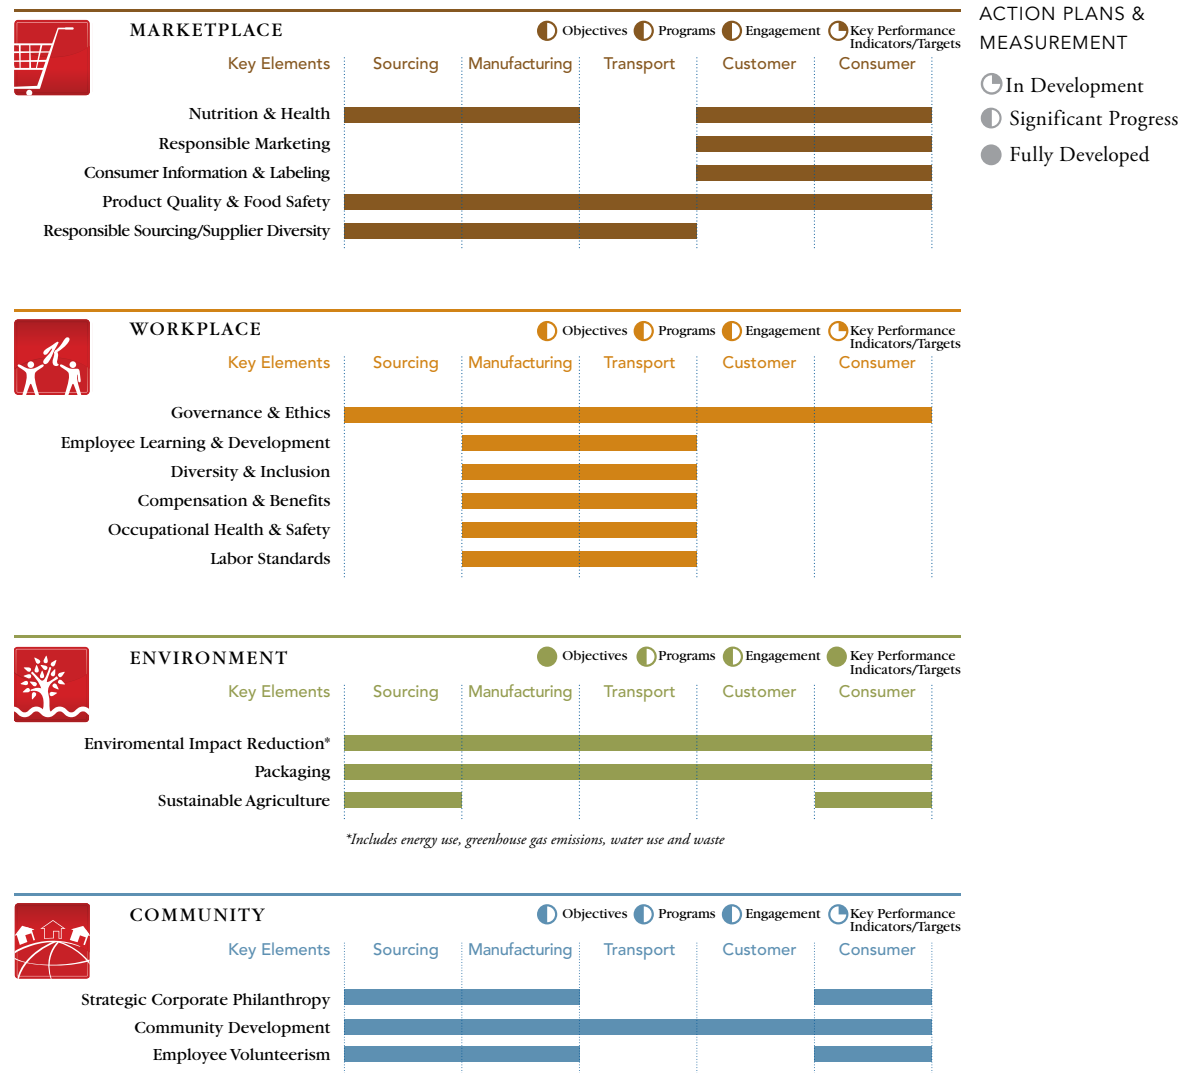 MARKETPLACE
Objectives Programs Engagement Key Performance
Indicators/Targets
Key Elements Sourcing Manufacturing Transport Customer Consumer
Nutrition & Health
Responsible Marketing
Consumer Information & Labeling
Product Quality & Food Safety
Responsible Sourcing/Supplier Diversity
ACTION PLANS &
MEASUREMENT
In Development
Significant Progress
Fully Developed
WORKPLACE
Objectives Programs Engagement Key Performance
Indicators/Targets
Key Elements Sourcing Manufacturing Transport Customer Consumer
Governance & Ethics
Employee Learning & Development
Diversity & Inclusion
Compensation & Benefits
Occupational Health & Safety
Labor Standards
ENVIRONMENT
Objectives Programs Engagement Key Performance
Indicators/Targets
Key Elements Sourcing Manufacturing Transport Customer Consumer
Enviromental Impact Reduction*
Packaging
Sustainable Agriculture
*Includes energy use, greenhouse gas emissions, water use and waste
COMMUNITY
Objectives Programs Engagement Key Performance
Indicators/Targets
Key Elements Sourcing Manufacturing Transport Customer Consumer
Strategic Corporate Philanthropy
Community Development
Employee Volunteerism